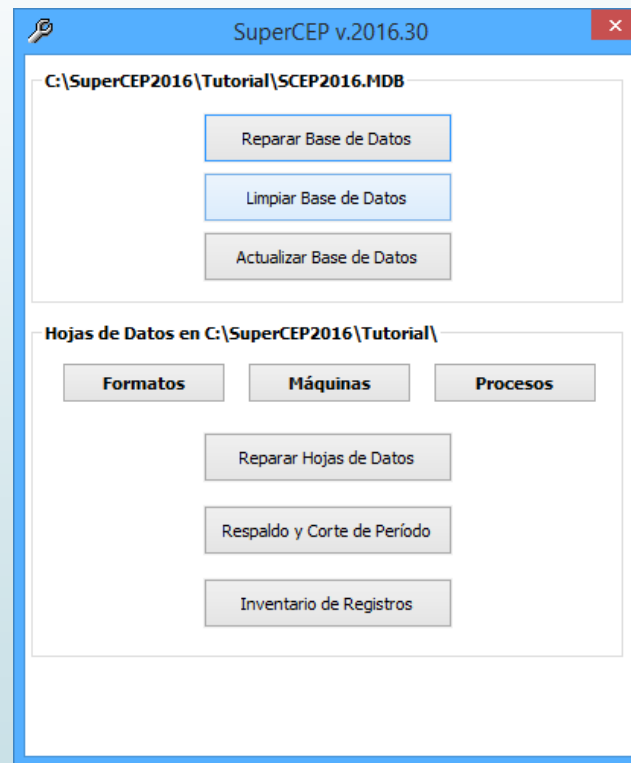 SuperCEP v.2016.30
C:\SuperCEP2016\Tutorial\SCEP2016.MDB
Reparar Base de Datos
Limpiar Base de Datos
Actualizar Base de Datos
Hojas de Datos en C:\SuperCEP2016\Tutorial\
Formatos Máquinas Procesos
Reparar Hojas de Datos
Respaldo y Corte de Período
Inventario de Registros